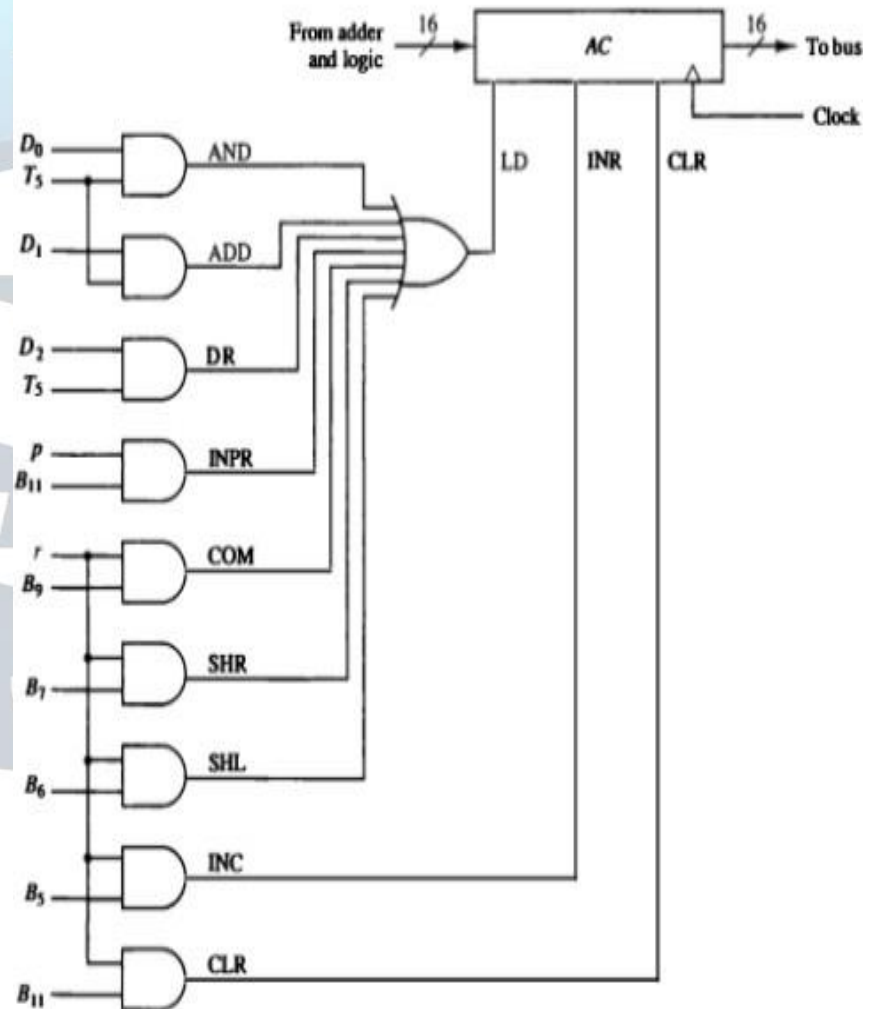 From adder
and logic
16
AC
16
To bus
Clock
LD
INR
CLR
D₀
T₅
AND
D₁
ADD
D₂
T₅
DR
p
B₁₁
INPR
r
B₉
COM
B₇
SHR
B₆
SHL
B₅
INC
B₁₁
CLR